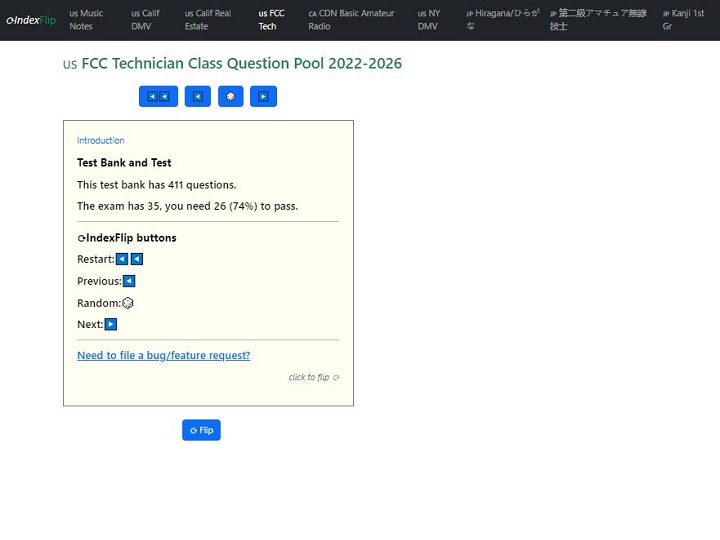 ⟳IndexFlip
US Music Notes
US Calif DMV
US Calif Real Estate
US FCC Tech
CA CDN Basic Amateur Radio
US NY DMV
JP Hiragana/ひらがな
JP 第二級アマチュア無線技士
JP Kanji 1st Gr
US FCC Technician Class Question Pool 2022-2026
Introduction
Test Bank and Test
This test bank has 411 questions.
The exam has 35, you need 26 (74%) to pass.
⟳IndexFlip buttons
Restart:◀◀
Previous:◀
Random:🎲
Next:▶
Need to file a bug/feature request?
click to flip ⟳
⟳ Flip